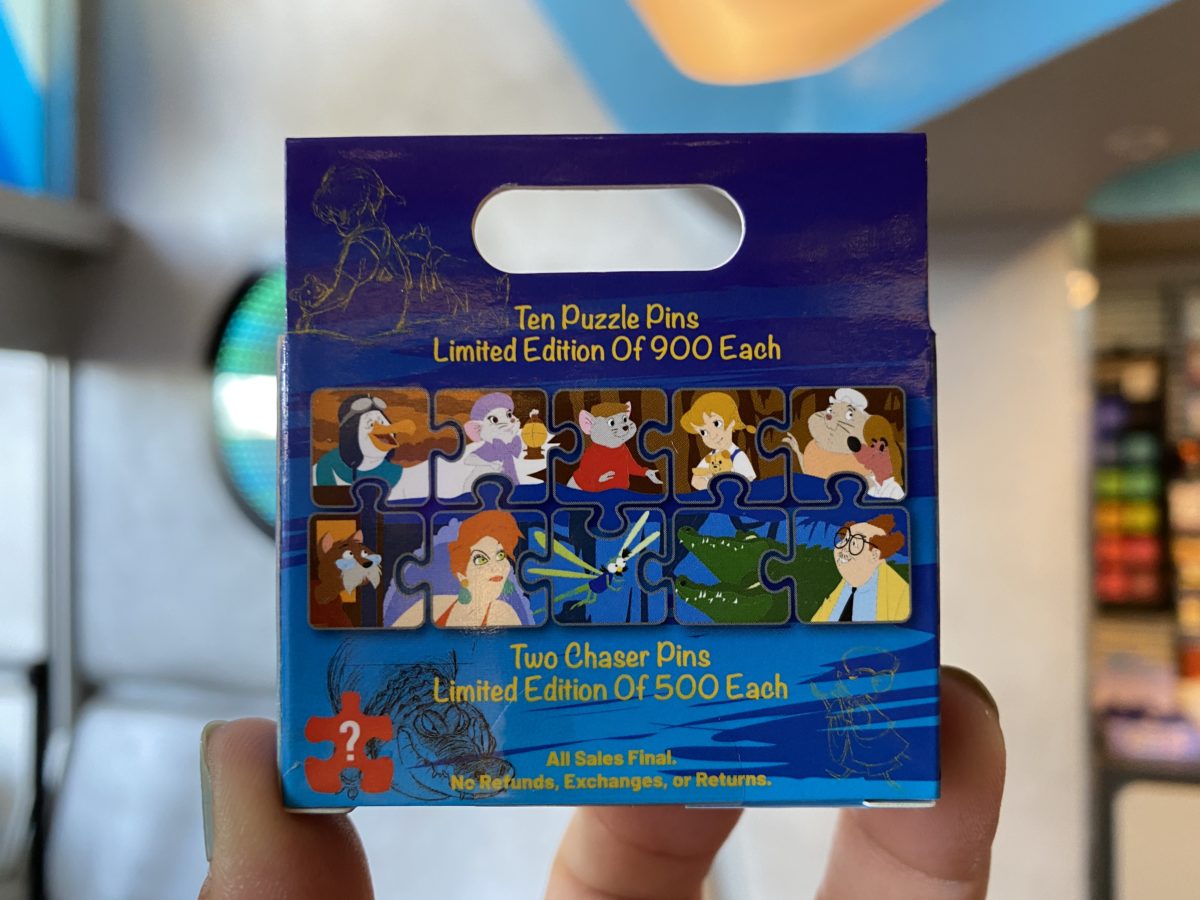 Ten Puzzle Pins
Limited Edition Of 900 Each
Two Chaser Pins
Limited Edition Of 500 Each
?
All Sales Final.
No Refunds, Exchanges, or Returns.